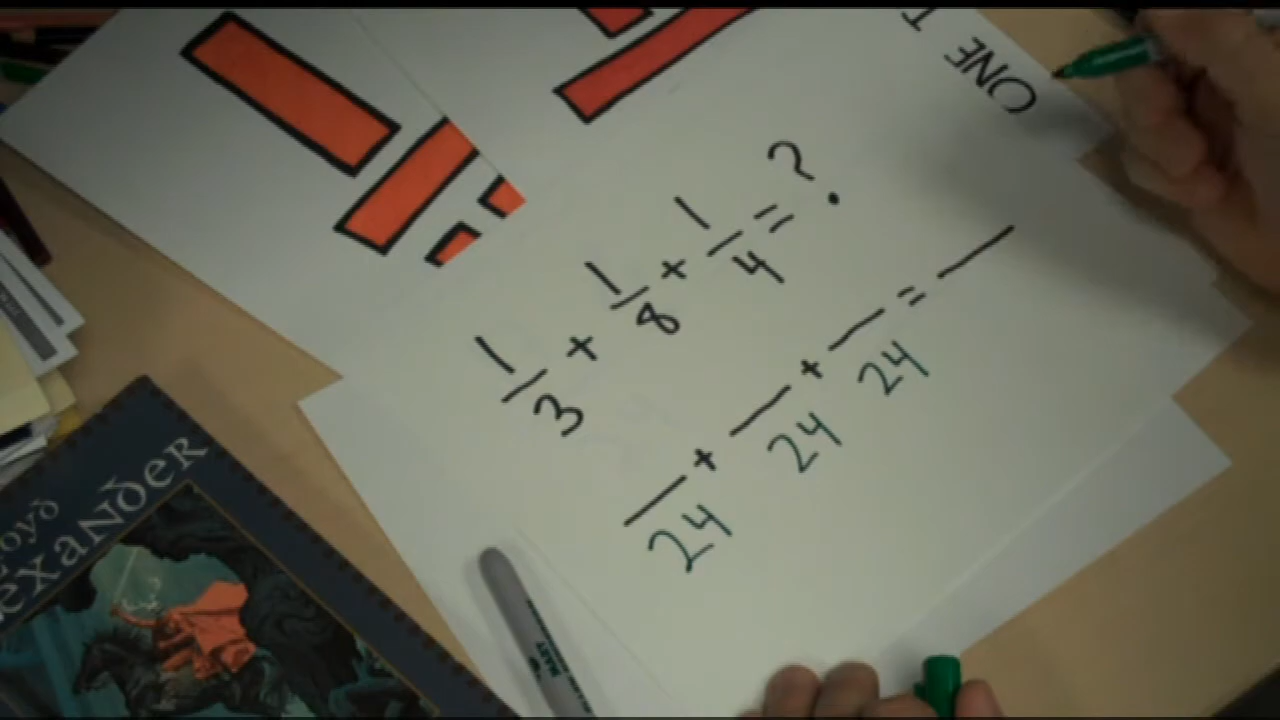 ONE T
1/3 + 1/8 + 1/4 = ?
__/24 + __/24 + __/24 = __
EXANDER